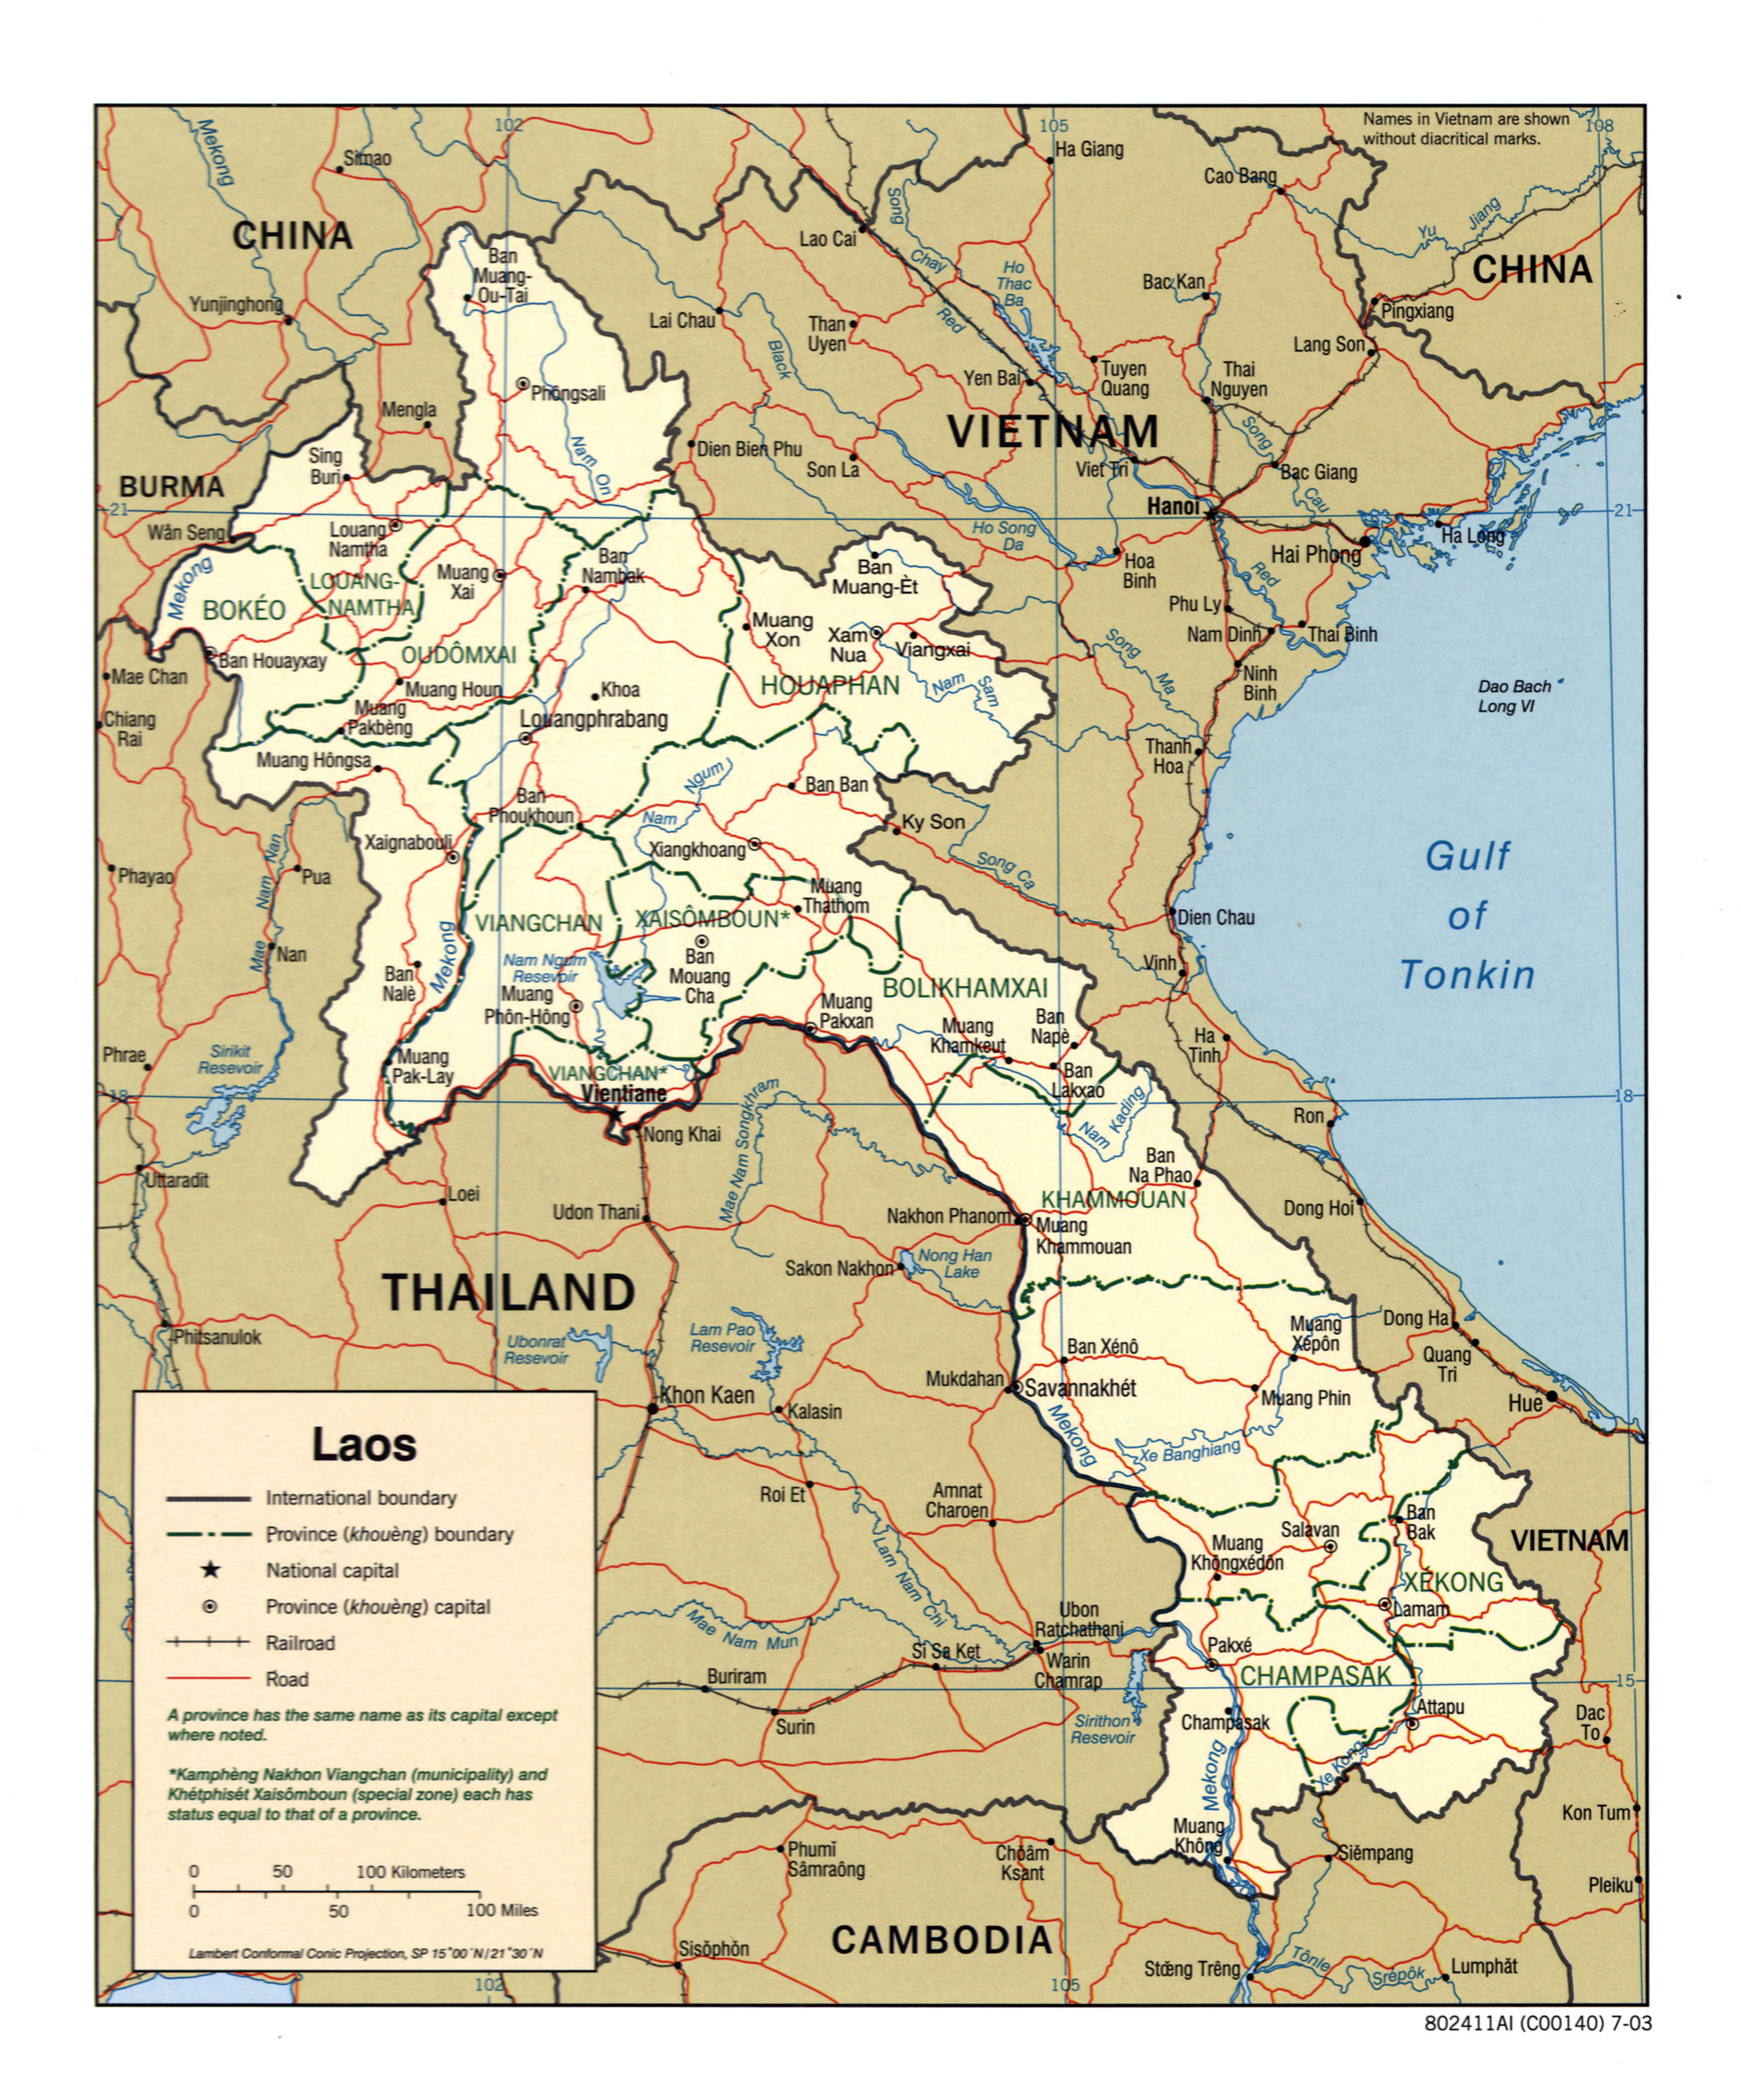 102
105
108
Names in Vietnam are shown
without diacritical marks.
Mekong
Simao
Ha Giang
Cao Bang
CHINA
Song
Chay
Lao Cai
Yu
Jiang
CHINA
Ban
Muang-
Ou-Tai
Ho
Thac
Ba
Bac Kan
Yunjinghong
Pingxiang
Lai Chau
Than
Uyen
Red
Lang Son
Black
Yen Bai
Tuyen
Quang
Thai
Nguyen
Phôngsali
Mengla
VIETNAM
Song
Cau
Nam Ou
Dien Bien Phu
Son La
Viet Tri
Bac Giang
Sing
Buri
BURMA
21
Hanoi
21
Wān Seng
Louang
Namtha
Ho Song
Da
Hai Phong
Ha Long
Mekong
BOKÉO
LOUANG-
NAMTHA
Muang
Xai
Ban
Nambak
Ban
Muang-Èt
Hoa
Binh
Red
Phu Ly
Muang
Xon
Xam
Nua
Viangxai
Nam Dinh
Thai Binh
OUDÔMXAI
Ban Houayxay
Song
Ma
Mae Chan
Muang Houn
Khoa
HOUAPHAN
Nam
Sam
Ninh
Binh
Dao Bach
Long VI
Chiang
Rai
Muang
Pakbèng
Louangphrabang
Muang Hôngsa
Thanh
Hoa
Ban
Phoukhoun
Nam
Ngum
Ban Ban
Ky Son
Xaignabouli
Xiangkhoang
Song Ca
Gulf
of
Tonkin
Phayao
Mae
Nam
Nan
Pua
Muang
Thathom
VIANGCHAN
XAISÔMBOUN*
Dien Chau
Nan
Mekong
Ban
Nalè
Nam Ngum
Resevoir
Ban
Mouang
Cha
Vinh
Muang
Phôn-Hông
BOLIKHAMXAI
Muang
Pakxan
Muang
Khamkeut
Ban
Napè
Ha
Tinh
Phrae
Sirikit
Resevoir
Muang
Pak-Lay
VIANGCHAN*
Vientiane
Ban
Lakxao
18
18
Nam
Kading
Ron
Nong Khai
Mae Nam Songkhram
Uttaradit
Loei
Udon Thani
Ban
Na Phao
KHAMMOUAN
Dong Hoi
Nakhon Phanom
Muang
Khammouan
Sakon Nakhon
Nong Han
Lake
THAILAND
Phitsanulok
Ubonrat
Resevoir
Lam Pao
Resevoir
Dong Ha
Muang
Xépôn
Ban Xénô
Quang
Tri
Mukdahan
Savannakhét
Muang Phin
Hue
Khon Kaen
Kalasin
Mekong
Xe Banghiang
Roi Et
Amnat
Charoen
Ban
Bak
Salavan
VIETNAM
Muang
Khôngxédôn
Lam Nam Chi
XÉKONG
Lamam
Mae Nam Mun
Ubon
Ratchathani
Si Sa Ket
Warin
Chamrap
Pakxé
Buriram
CHAMPASAK
15
Surin
Sirithon
Resevoir
Champasak
Attapu
Dac
To
Mekong
Xe Kong
Kon Tum
Muang
Không
Phumĭ
Sâmraông
Chŏâm
Ksant
Siĕmpang
Pleiku
CAMBODIA
Sisŏphŏn
Stœ̆ng Trêng
Tônle
Srêpôk
Lumphăt
102
105
Laos
International boundary
Province (khouèng) boundary
National capital
Province (khouèng) capital
Railroad
Road
A province has the same name as its capital except
where noted.
*Kamphèng Nakhon Viangchan (municipality) and
Khétphisét Xaisômboun (special zone) each has
status equal to that of a province.
0 50 100 Kilometers
0 50 100 Miles
Lambert Conformal Conic Projection, SP 15°00´N/21°30´N
802411AI (C00140) 7-03